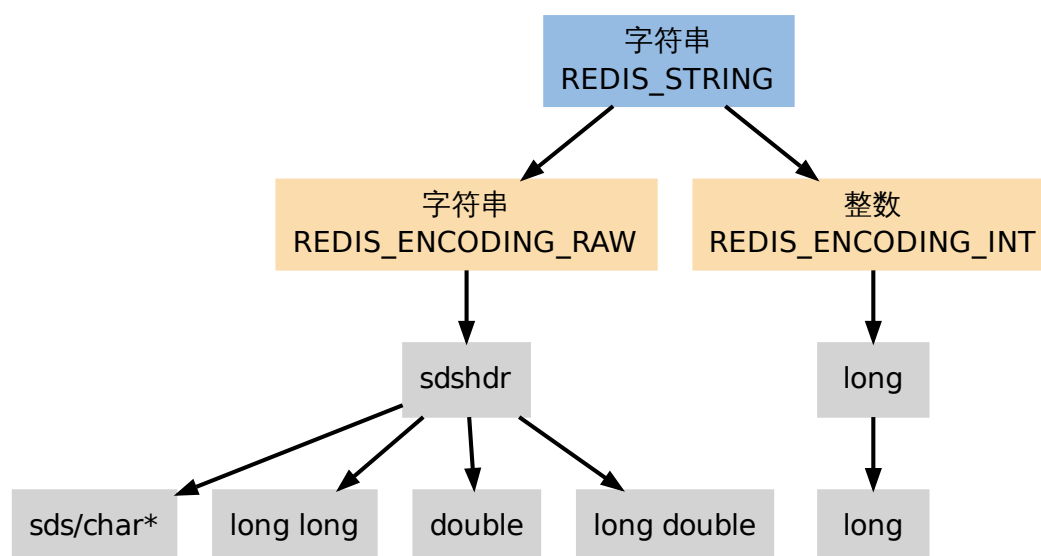 字符串
REDIS_STRING
字符串
REDIS_ENCODING_RAW
整数
REDIS_ENCODING_INT
sdshdr
long
sds/char*
long long
double
long double
long